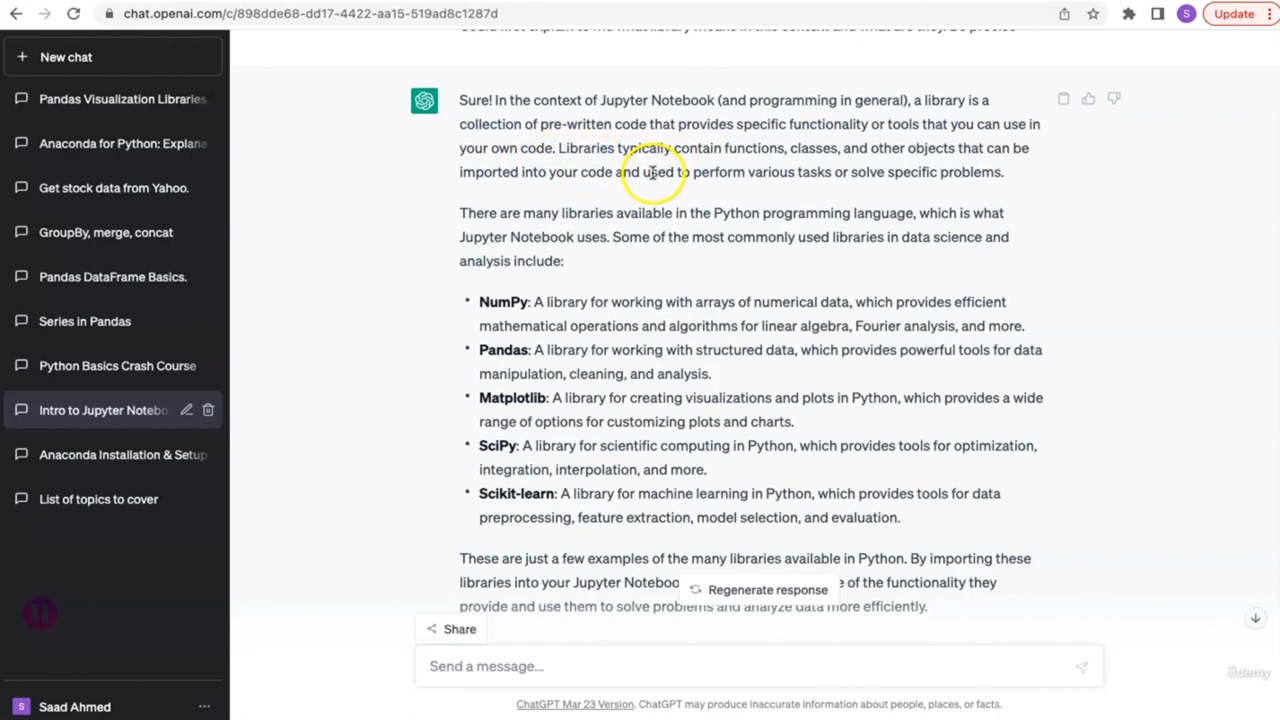 chat.openai.com/c/898dde68-dd17-4422-aa15-519ad8c1287d
S
Update
New chat
Pandas Visualization Libraries
Anaconda for Python: Explana
Get stock data from Yahoo.
GroupBy, merge, concat
Pandas DataFrame Basics.
Series in Pandas
Python Basics Crash Course
Intro to Jupyter Notebo
Anaconda Installation & Setup
List of topics to cover
S Saad Ahmed
Sure! In the context of Jupyter Notebook (and programming in general), a library is a
collection of pre-written code that provides specific functionality or tools that you can use in
your own code. Libraries typically contain functions, classes, and other objects that can be
imported into your code and used to perform various tasks or solve specific problems.
There are many libraries available in the Python programming language, which is what
Jupyter Notebook uses. Some of the most commonly used libraries in data science and
analysis include:
• NumPy: A library for working with arrays of numerical data, which provides efficient
mathematical operations and algorithms for linear algebra, Fourier analysis, and more.
• Pandas: A library for working with structured data, which provides powerful tools for data
manipulation, cleaning, and analysis.
• Matplotlib: A library for creating visualizations and plots in Python, which provides a wide
range of options for customizing plots and charts.
• SciPy: A library for scientific computing in Python, which provides tools for optimization,
integration, interpolation, and more.
• Scikit-learn: A library for machine learning in Python, which provides tools for data
preprocessing, feature extraction, model selection, and evaluation.
These are just a few examples of the many libraries available in Python. By importing these
libraries into your Jupyter Noteboo e of the functionality they
Regenerate response
provide and use them to solve problems and analyze data more efficiently.
Share
Send a message...
ChatGPT Mar 23 Version. ChatGPT may produce inaccurate information about people, places, or facts.
ûdemy